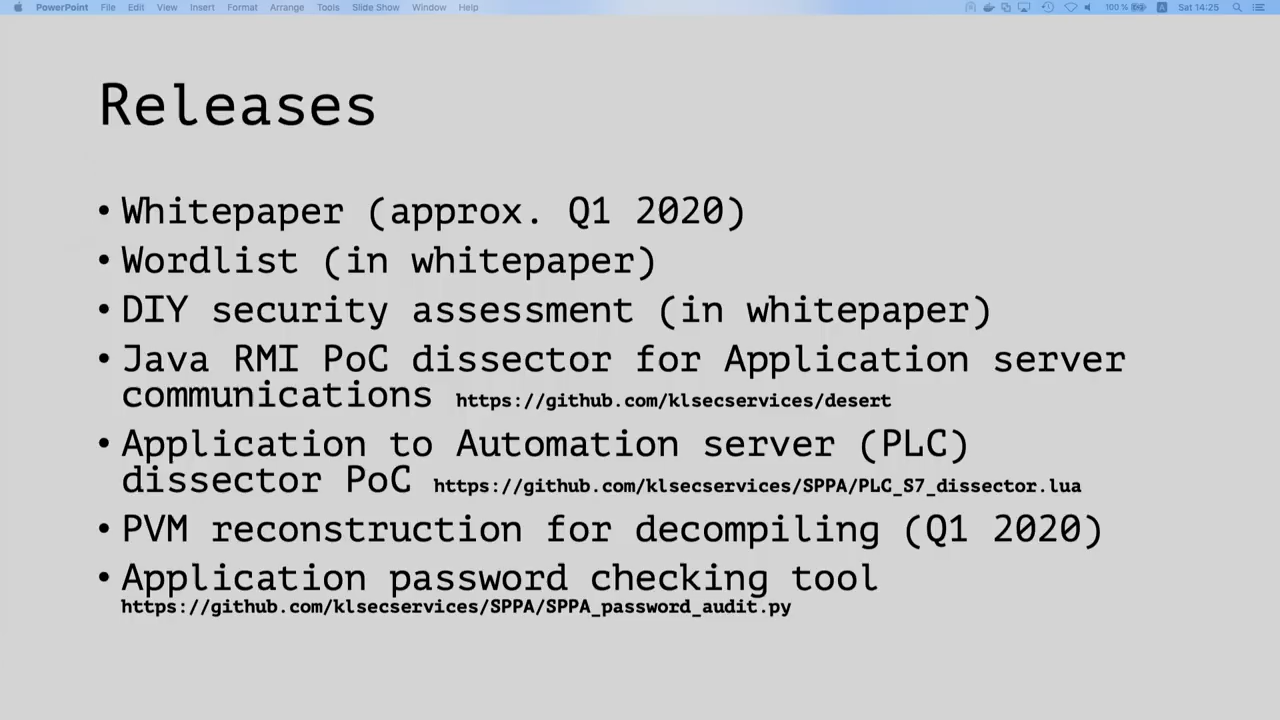 PowerPoint File Edit View Insert Format Arrange Tools Slide Show Window Help 100 % A Sat 14:25
Releases
• Whitepaper (approx. Q1 2020)
• Wordlist (in whitepaper)
• DIY security assessment (in whitepaper)
• Java RMI PoC dissector for Application server
communications https://github.com/klsecservices/desert
• Application to Automation server (PLC)
dissector PoC https://github.com/klsecservices/SPPA/PLC_S7_dissector.lua
• PVM reconstruction for decompiling (Q1 2020)
• Application password checking tool
https://github.com/klsecservices/SPPA/SPPA_password_audit.py